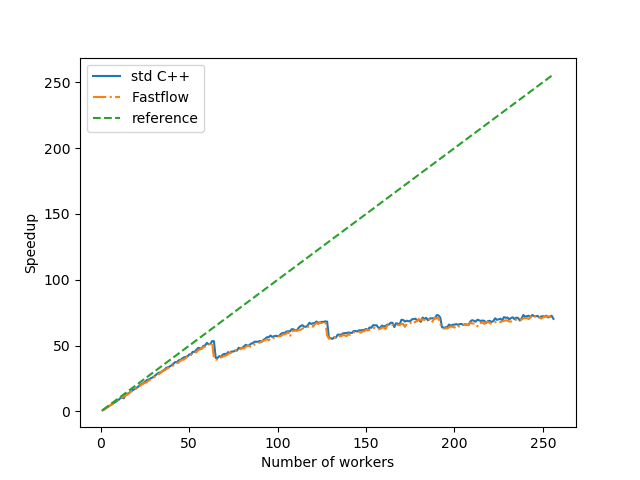 std C++
Fastflow
reference
Speedup
250
200
150
100
50
0
0 50 100 150 200 250
Number of workers